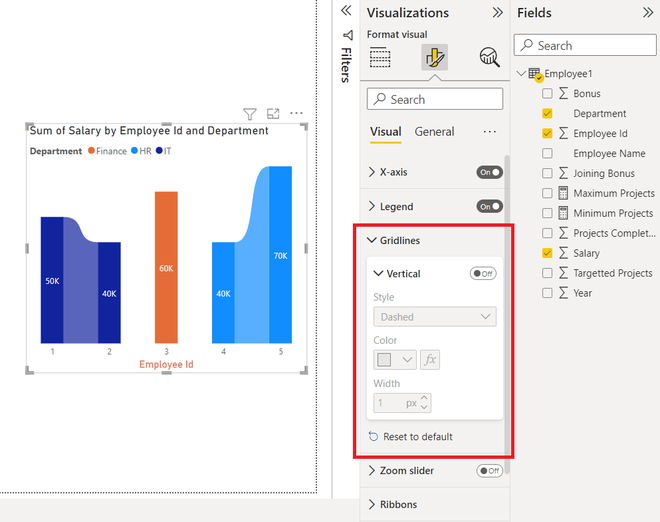 Sum of Salary by Employee Id and Department
Department Finance HR IT
50K
40K
60K
40K
70K
1 2 3 4 5
Employee Id
Filters
Visualizations
Format visual
Search
Visual General
X-axis On
Legend On
Gridlines
Vertical Off
Style
Dashed
Color
fx
Width
1 px
Reset to default
Zoom slider Off
Ribbons
Fields
Search
Employee1
Bonus
Department
Employee Id
Employee Name
Joining Bonus
Maximum Projects
Minimum Projects
Projects Complet...
Salary
Targetted Projects
Year